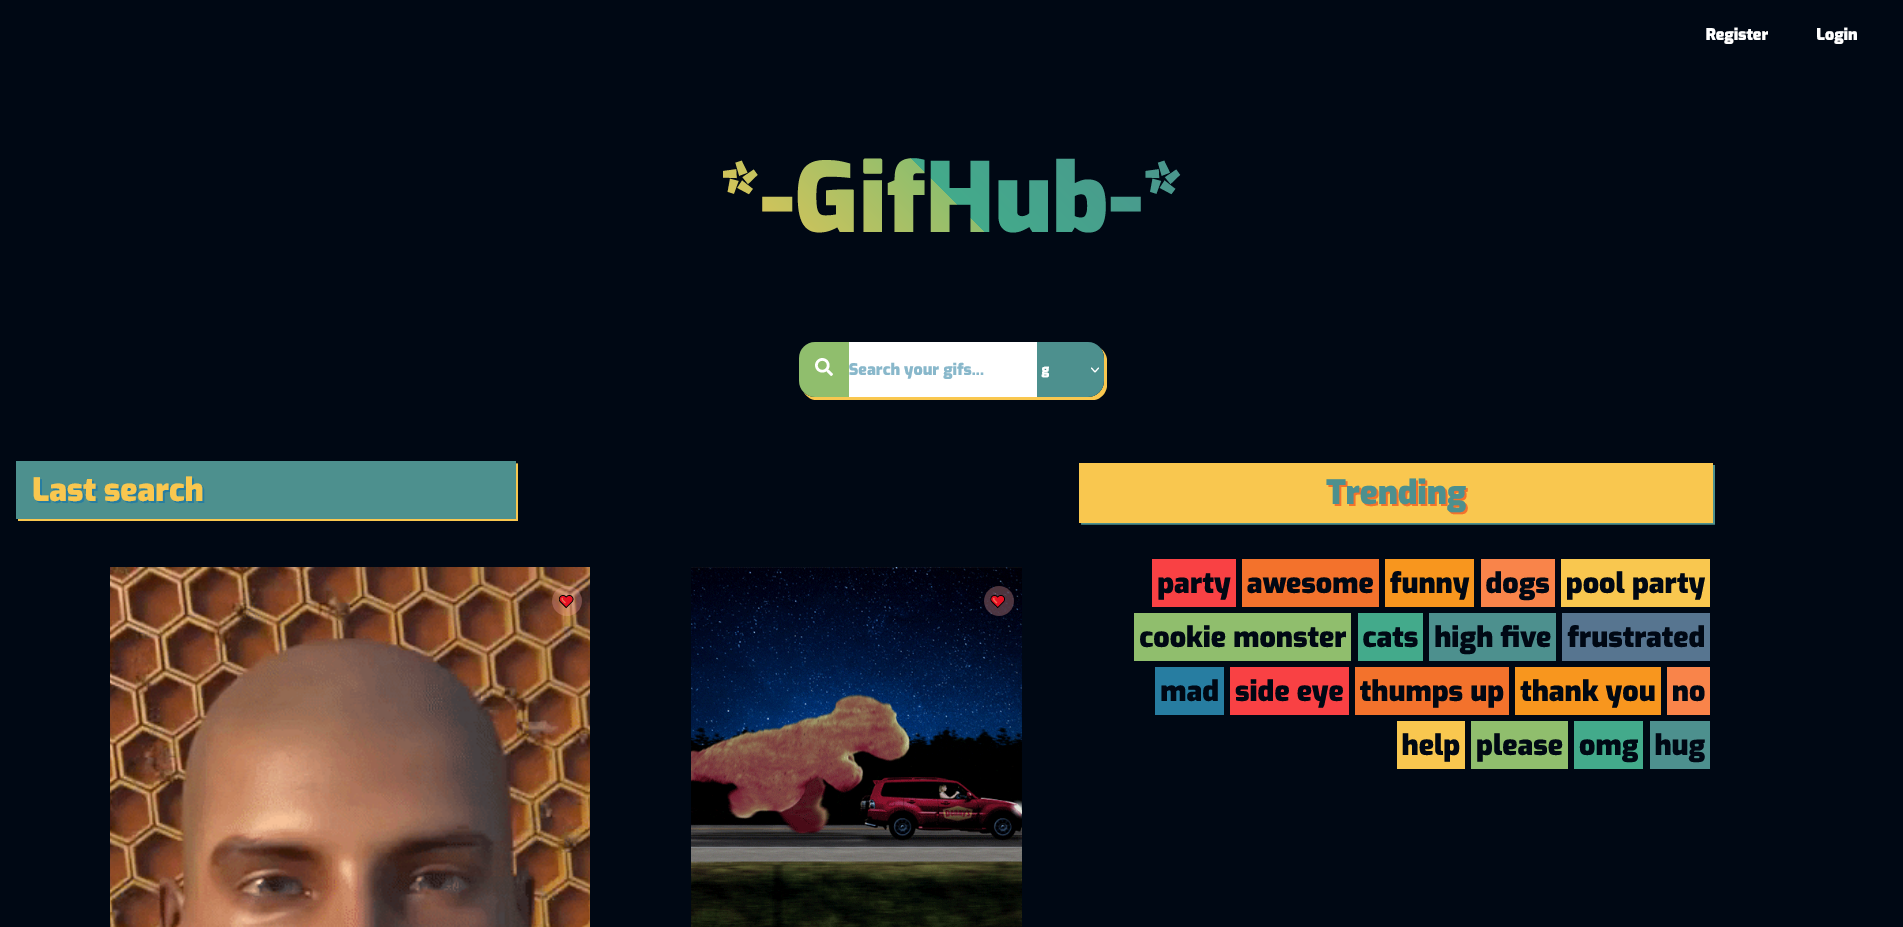 Register Login
*-GifHub-*
Search your gifs... g
Last search
Trending
party awesome funny dogs pool party
cookie monster cats high five frustrated
mad side eye thumps up thank you no
help please omg hug